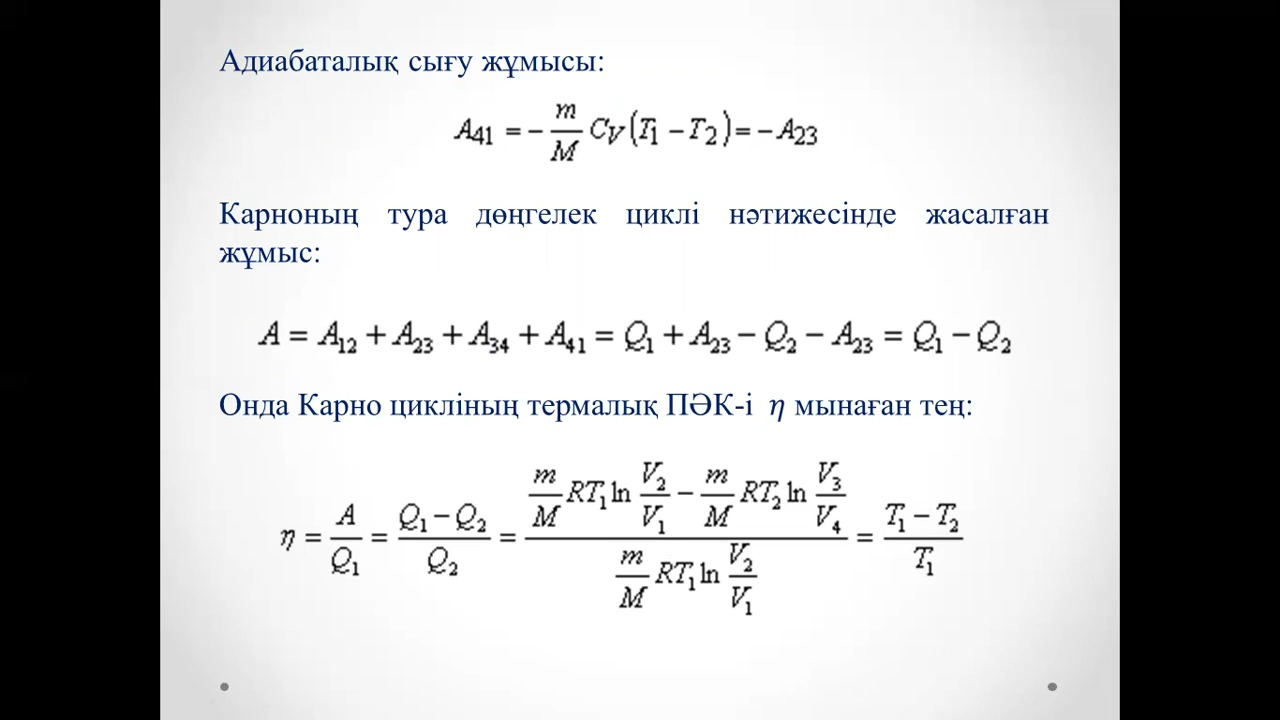 Адиабаталық сығу жұмысы:
A₄₁ = − m/M C_V (T₁ − T₂) = − A₂₃
Карноның тура дөңгелек циклі нәтижесінде жасалған
жұмыс:
A = A₁₂ + A₂₃ + A₃₄ + A₄₁ = Q₁ + A₂₃ − Q₂ − A₂₃ = Q₁ − Q₂
Онда Карно циклінің термалық ПӘК-і η мынаған тең:
η = A/Q₁ = (Q₁ − Q₂)/Q₂ = (m/M RT₁ ln V₂/V₁ − m/M RT₂ ln V₃/V₄)/(m/M RT₁ ln V₂/V₁) = (T₁ − T₂)/T₁